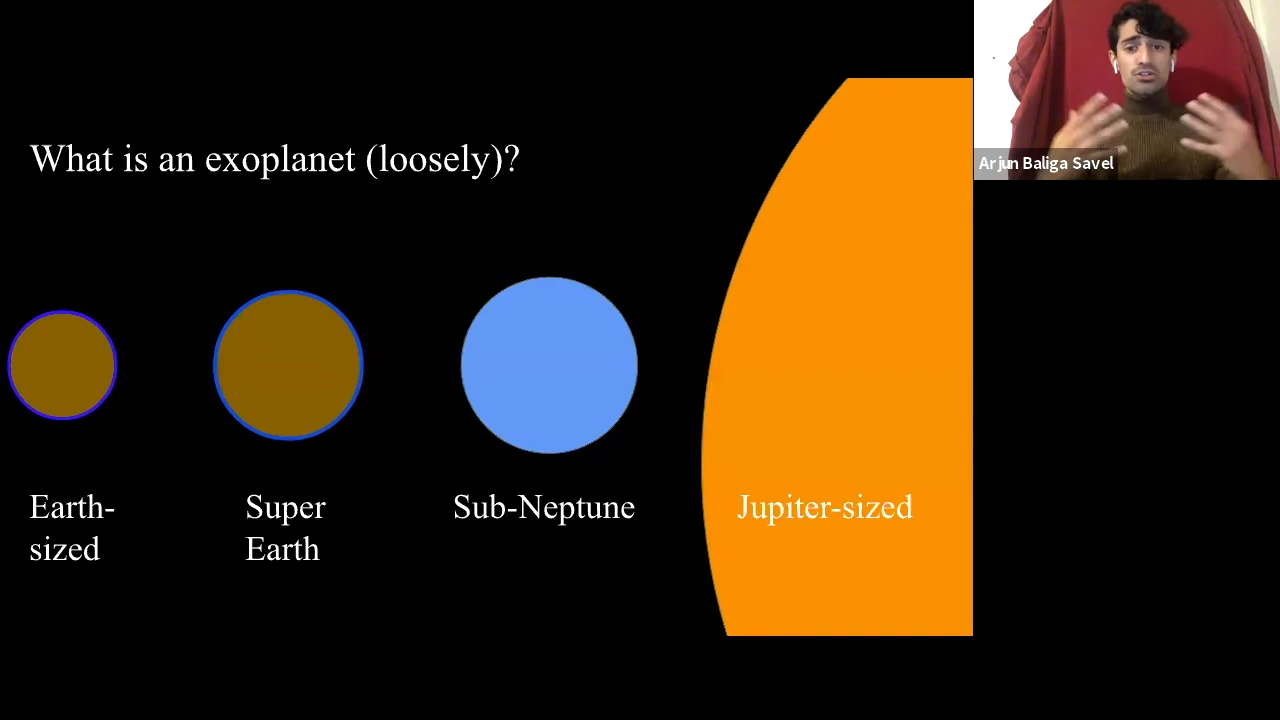 What is an exoplanet (loosely)?
Earth-
sized
Super
Earth
Sub-Neptune
Jupiter-sized
Arjun Baliga Savel